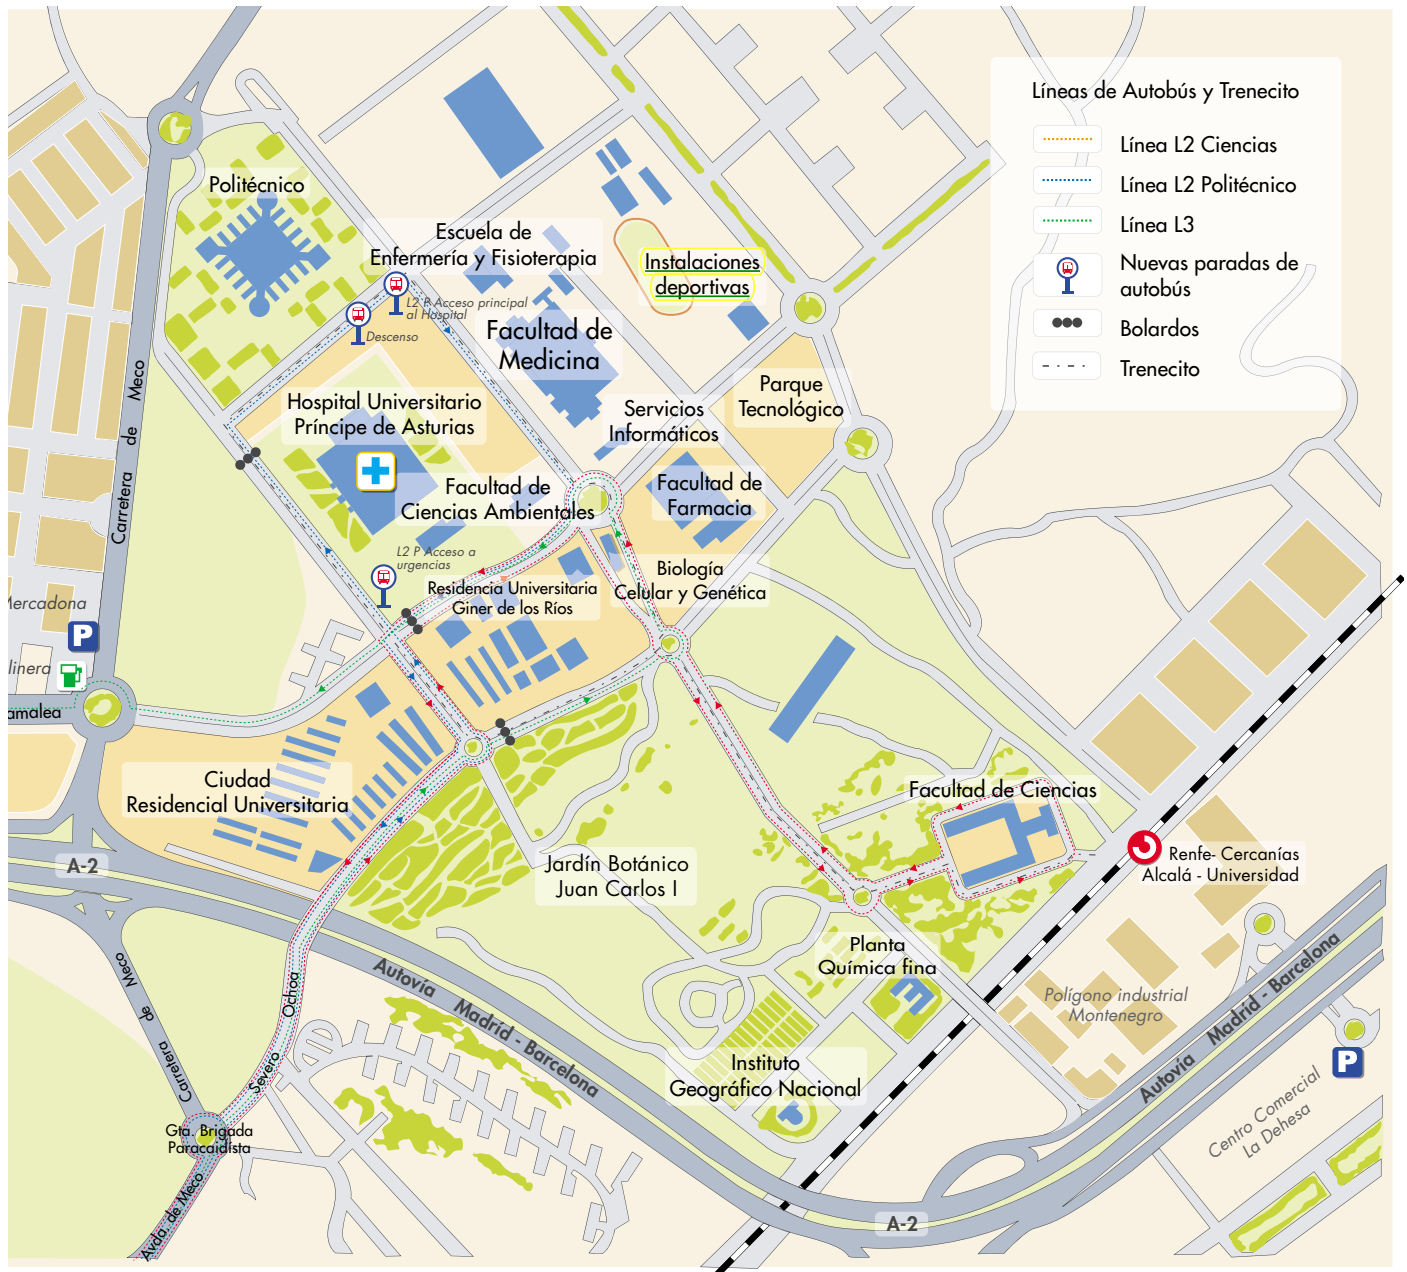 Líneas de Autobús y Trenecito
Línea L2 Ciencias
Línea L2 Politécnico
Línea L3
Nuevas paradas de
autobús
Bolardos
Trenecito
Politécnico
Escuela de
Enfermería y Fisioterapia
Instalaciones
deportivas
L2 P. Acceso principal
al Hospital
Descenso
Facultad de
Medicina
Carretera de Meco
Parque
Tecnológico
Hospital Universitario
Príncipe de Asturias
Servicios
Informáticos
Facultad de
Ciencias Ambientales
Facultad de
Farmacia
L2 P Acceso a
urgencias
Biología
Celular y Genética
Residencia Universitaria
Giner de los Ríos
Mercadona
P
linera
amalea
Ciudad
Residencial Universitaria
Facultad de Ciencias
A-2
Jardín Botánico
Juan Carlos I
Renfe- Cercanías
Alcalá - Universidad
Planta
Química fina
Autovía Madríd - Barcelona
Carretera de Meco
Severo Ochoa
Polígono industrial
Montenegro
Autovía Madríd - Barcelona
P
Instituto
Geográfico Nacional
P
Centro Comercial
La Dehesa
Gta. Brigada
Paracaidísta
Avda. de Meco
A-2